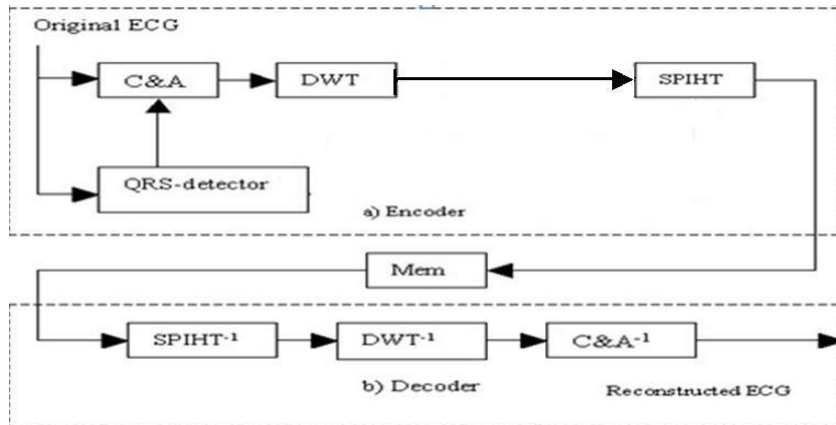 Original ECG
C&A
DWT
SPIHT
QRS-detector
a) Encoder
Mem
SPIHT-1
DWT-1
C&A-1
b) Decoder
Reconstructed ECG